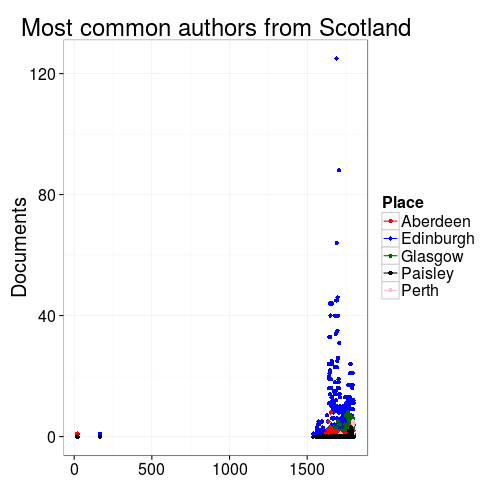 Most common authors from Scotland
Documents
120
80
40
0
0 500 1000 1500
Place
Aberdeen
Edinburgh
Glasgow
Paisley
Perth